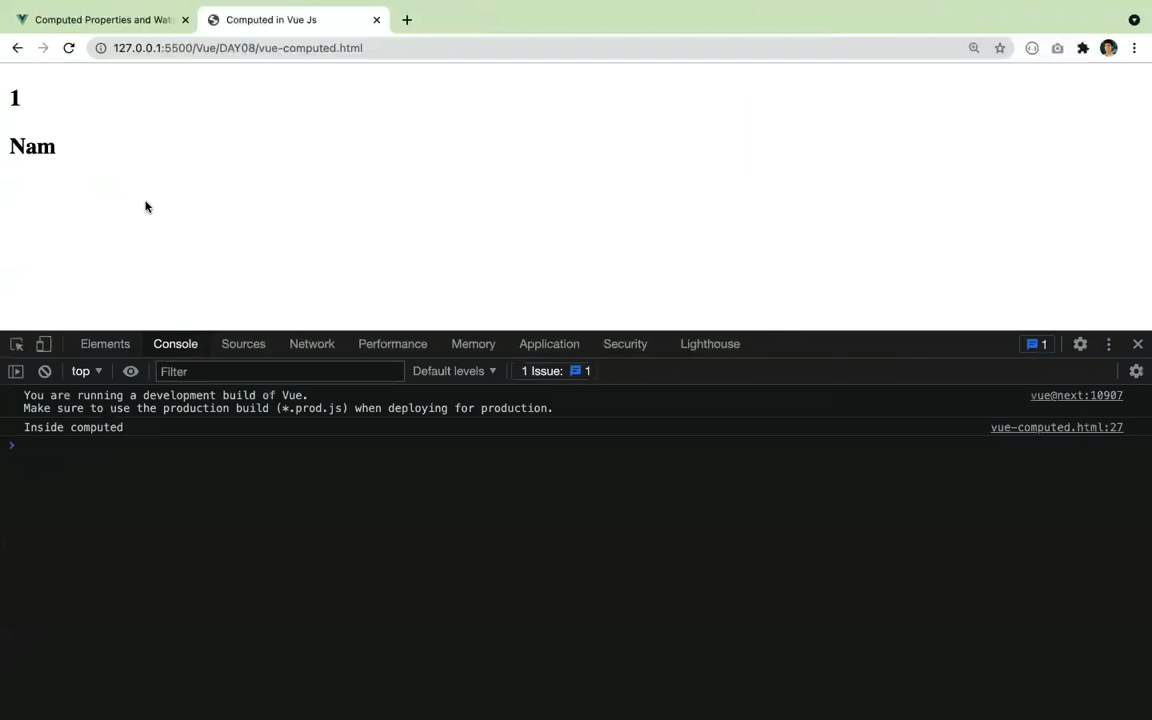 Computed Properties and Wat
Computed in Vue Js
127.0.0.1:5500/Vue/DAY08/vue-computed.html
1
Nam
Elements Console Sources Network Performance Memory Application Security Lighthouse 1
top Filter Default levels 1 Issue: 1
You are running a development build of Vue. vue@next:10907
Make sure to use the production build (*.prod.js) when deploying for production.
Inside computed vue-computed.html:27